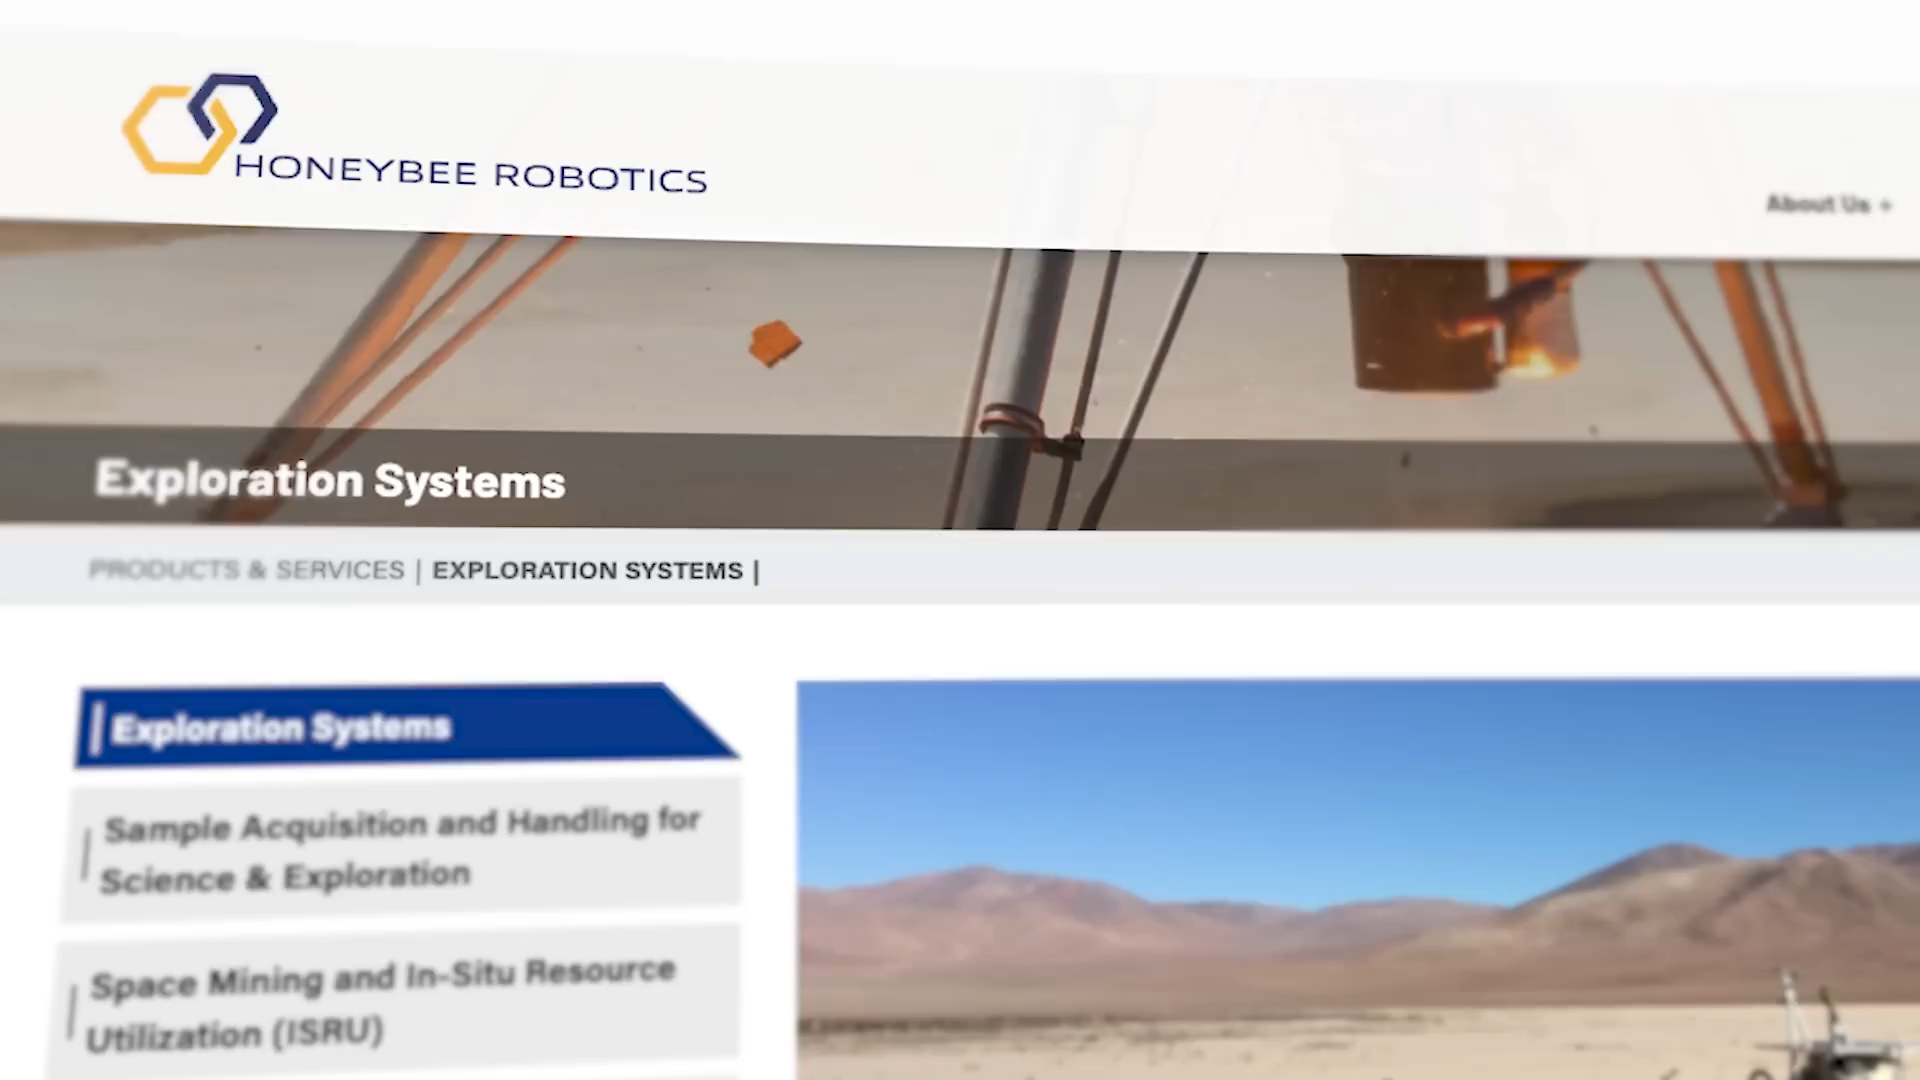 HONEYBEE ROBOTICS
About Us +
Exploration Systems
PRODUCTS & SERVICES | EXPLORATION SYSTEMS |
Exploration Systems
Sample Acquisition and Handling for
Science & Exploration
Space Mining and In-Situ Resource
Utilization (ISRU)